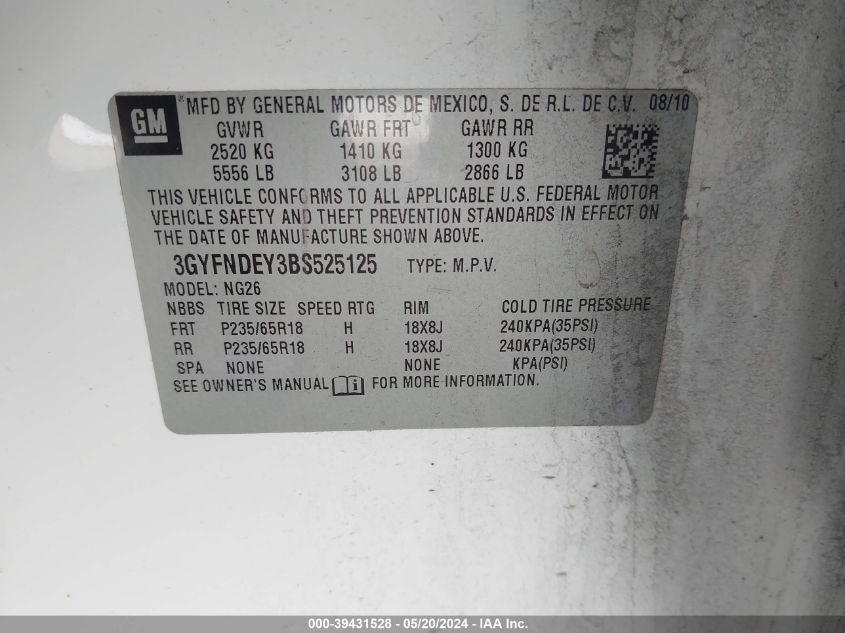 GM ® MFD BY GENERAL MOTORS DE MEXICO, S. DE R.L. DE C.V. 08/10
GVWR GAWR FRT GAWR RR
2520 KG 1410 KG 1300 KG
5556 LB 3108 LB 2866 LB
THIS VEHICLE CONFORMS TO ALL APPLICABLE U.S. FEDERAL MOTOR
VEHICLE SAFETY AND THEFT PREVENTION STANDARDS IN EFFECT ON
THE DATE OF MANUFACTURE SHOWN ABOVE.
3GYFNDEY3BS525125 TYPE: M.P.V.
MODEL: NG26
NBBS TIRE SIZE SPEED RTG RIM COLD TIRE PRESSURE
FRT P235/65R18 H 18X8J 240KPA(35PSI)
RR P235/65R18 H 18X8J 240KPA(35PSI)
SPA NONE NONE KPA(PSI)
SEE OWNER'S MANUAL FOR MORE INFORMATION.
000-39431528 - 05/20/2024 - IAA Inc.